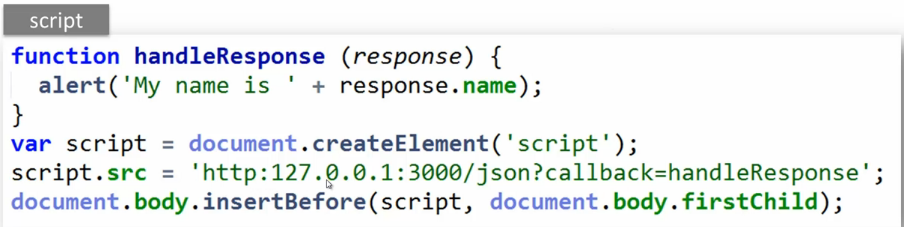 script
function handleResponse (response) {
  alert('My name is ' + response.name);
}
var script = document.createElement('script');
script.src = 'http:127.0.0.1:3000/json?callback=handleResponse';
document.body.insertBefore(script, document.body.firstChild);